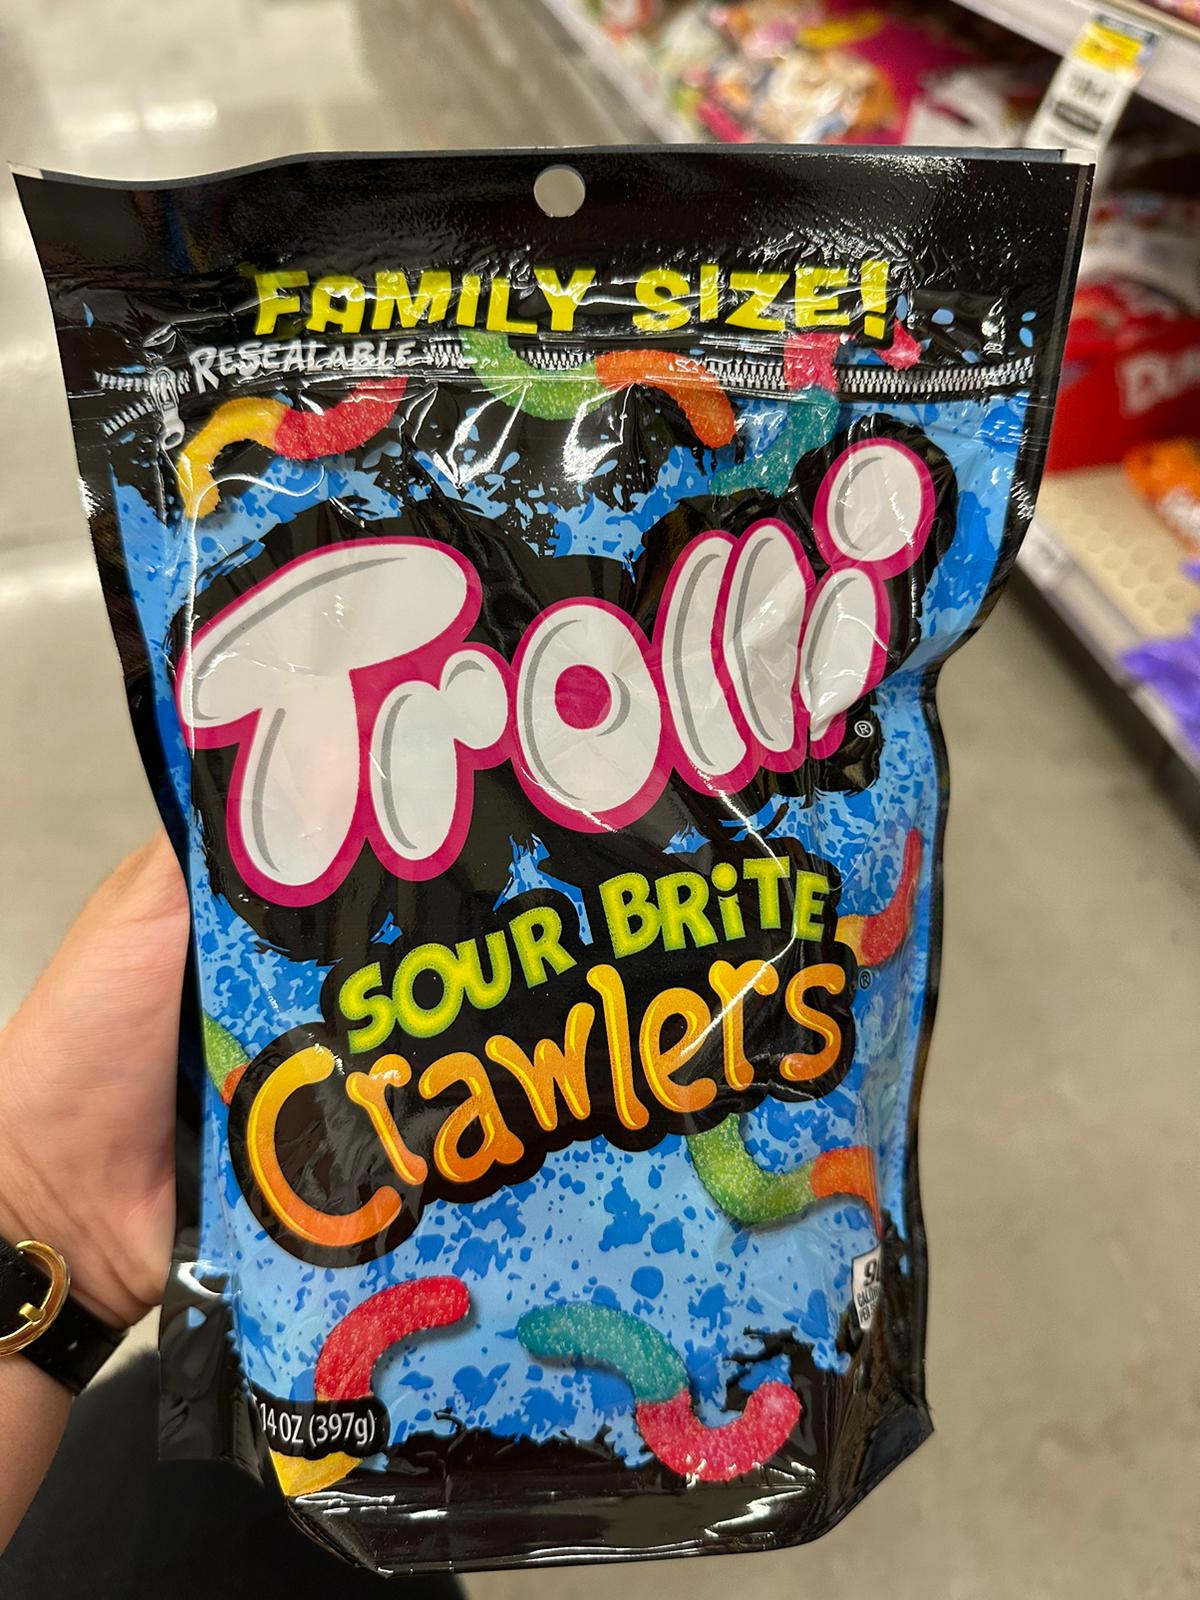 FAMILY SIZE!
RESEALABLE
Trolli®
SOUR BRiTE
Crawlers®
14 OZ (397g)